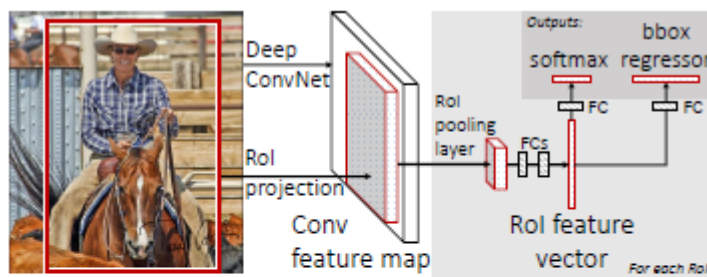 Deep
ConvNet
RoI
projection
Conv
feature map
RoI
pooling
layer
FCs
RoI feature
vector
Outputs:
softmax
bbox
regressor
FC
FC
For each RoI